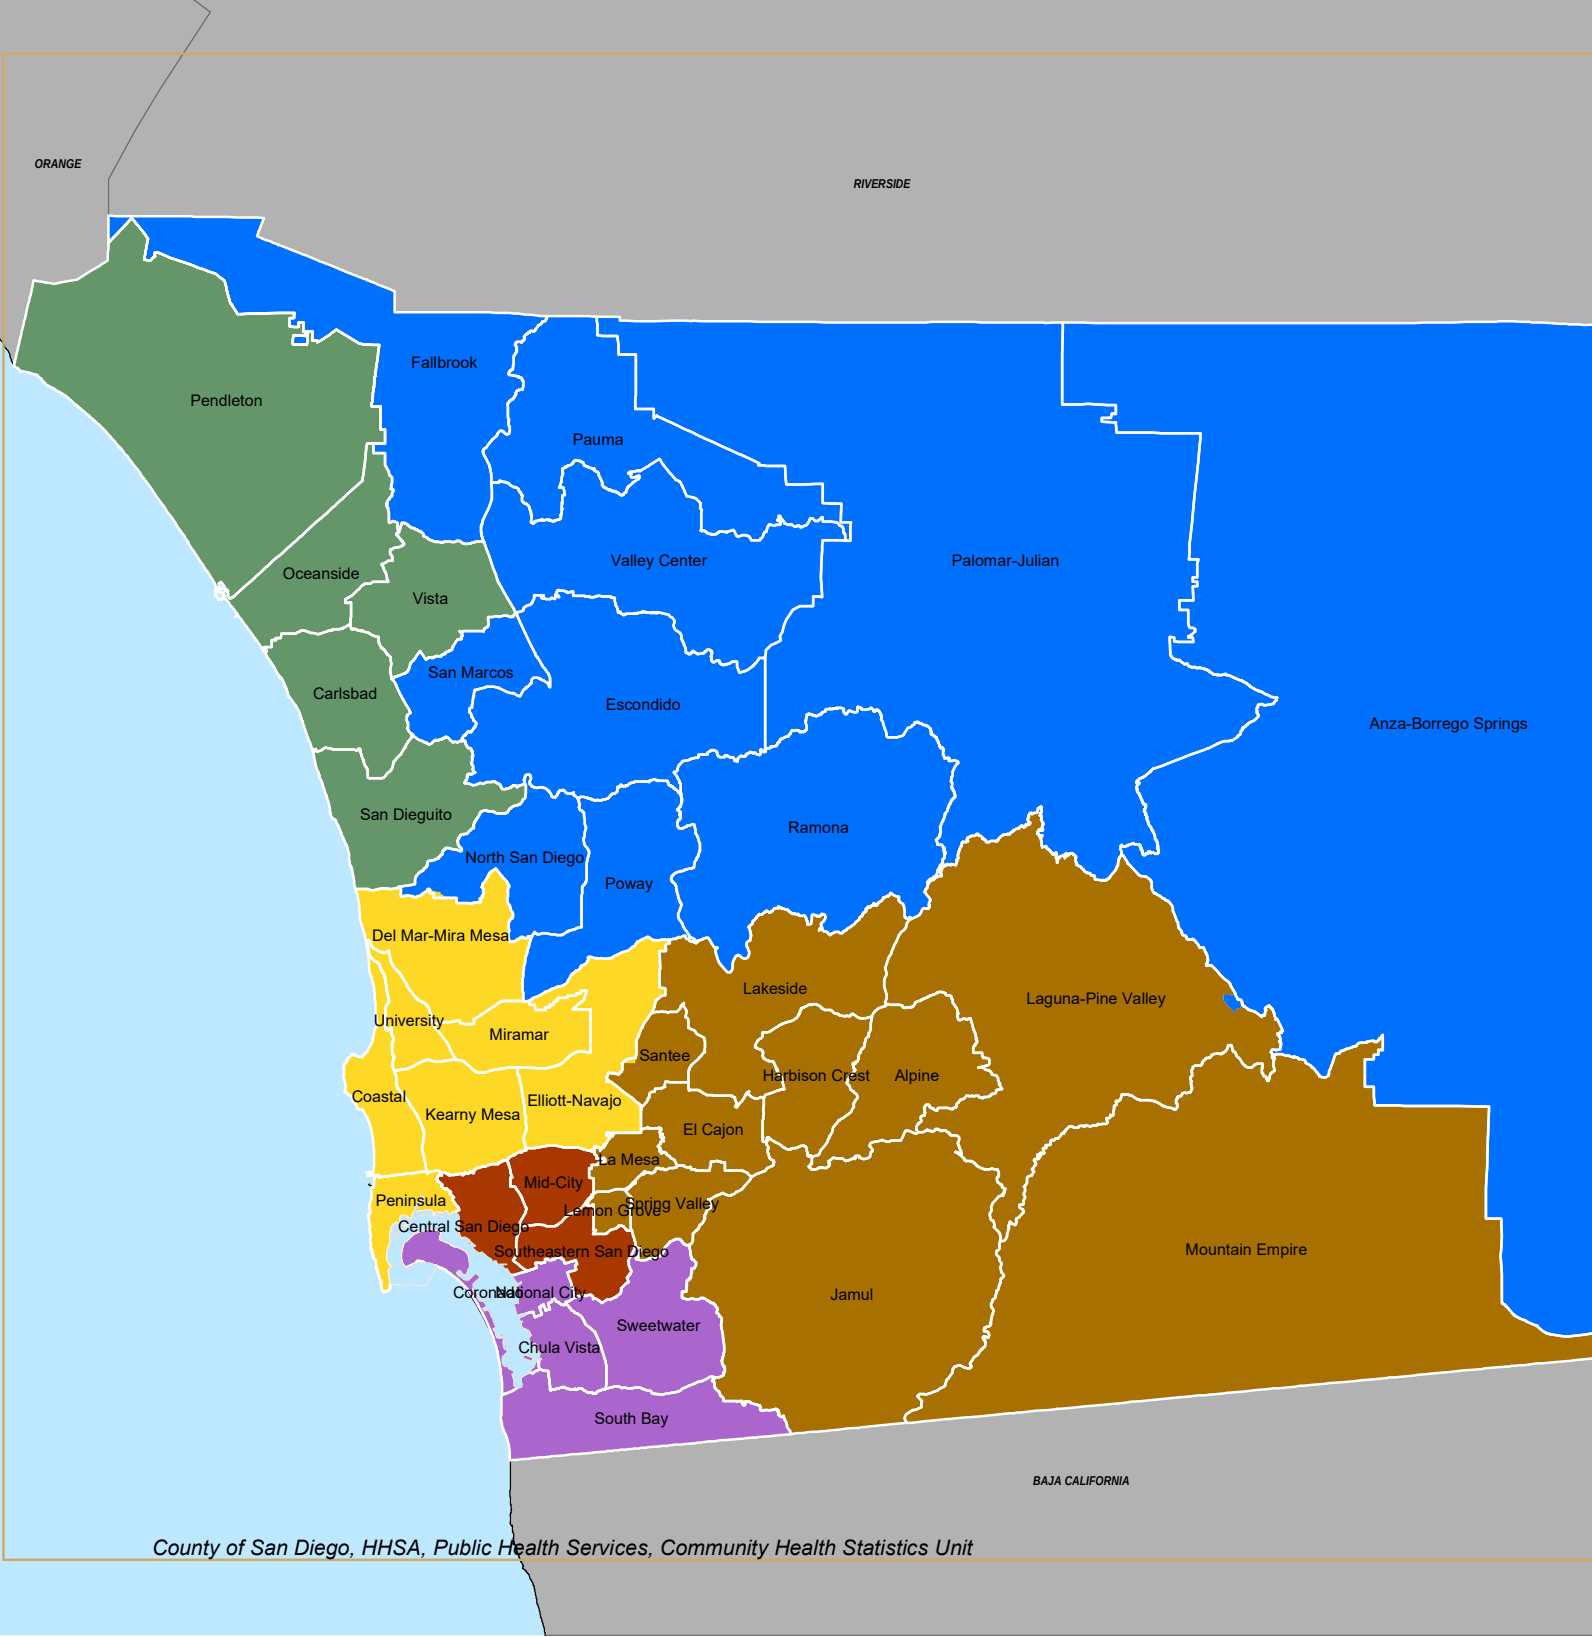 ORANGE
RIVERSIDE
Fallbrook
Pendleton
Pauma
Valley Center
Palomar-Julian
Oceanside
Vista
San Marcos
Carlsbad
Escondido
Anza-Borrego Springs
San Dieguito
Ramona
North San Diego
Poway
Del Mar-Mira Mesa
Lakeside
Laguna-Pine Valley
University
Miramar
Santee
Harbison Crest
Alpine
Coastal
Kearny Mesa
Elliott-Navajo
El Cajon
La Mesa
Mid-City
Peninsula
Lemon Grove
Spring Valley
Central San Diego
Southeastern San Diego
Mountain Empire
Coronado
National City
Jamul
Sweetwater
Chula Vista
South Bay
BAJA CALIFORNIA
County of San Diego, HHSA, Public Health Services, Community Health Statistics Unit